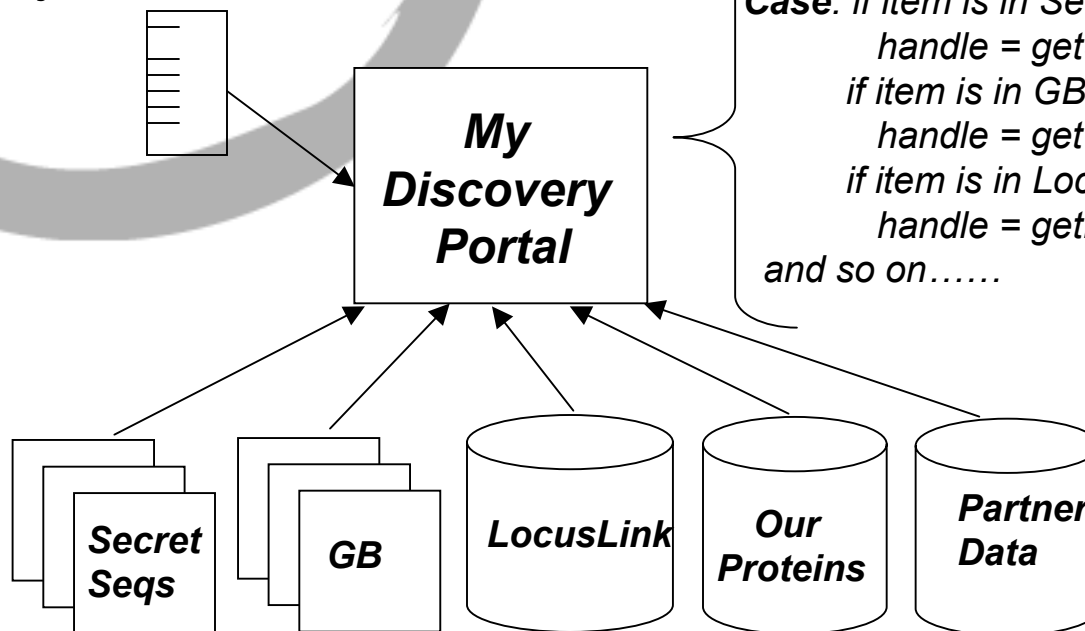 Case: if item is in Se
handle = get
if item is in GB
handle = get
if item is in Loc
handle = get
and so on……
My
Discovery
Portal
Secret
Seqs
GB
LocusLink
Our
Proteins
Partner
Data